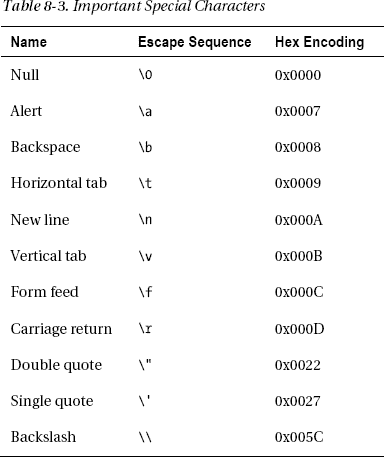 Table 8-3. Important Special Characters
Name Escape Sequence Hex Encoding
Null \0 0x0000
Alert \a 0x0007
Backspace \b 0x0008
Horizontal tab \t 0x0009
New line \n 0x000A
Vertical tab \v 0x000B
Form feed \f 0x000C
Carriage return \r 0x000D
Double quote \" 0x0022
Single quote \' 0x0027
Backslash \\ 0x005C